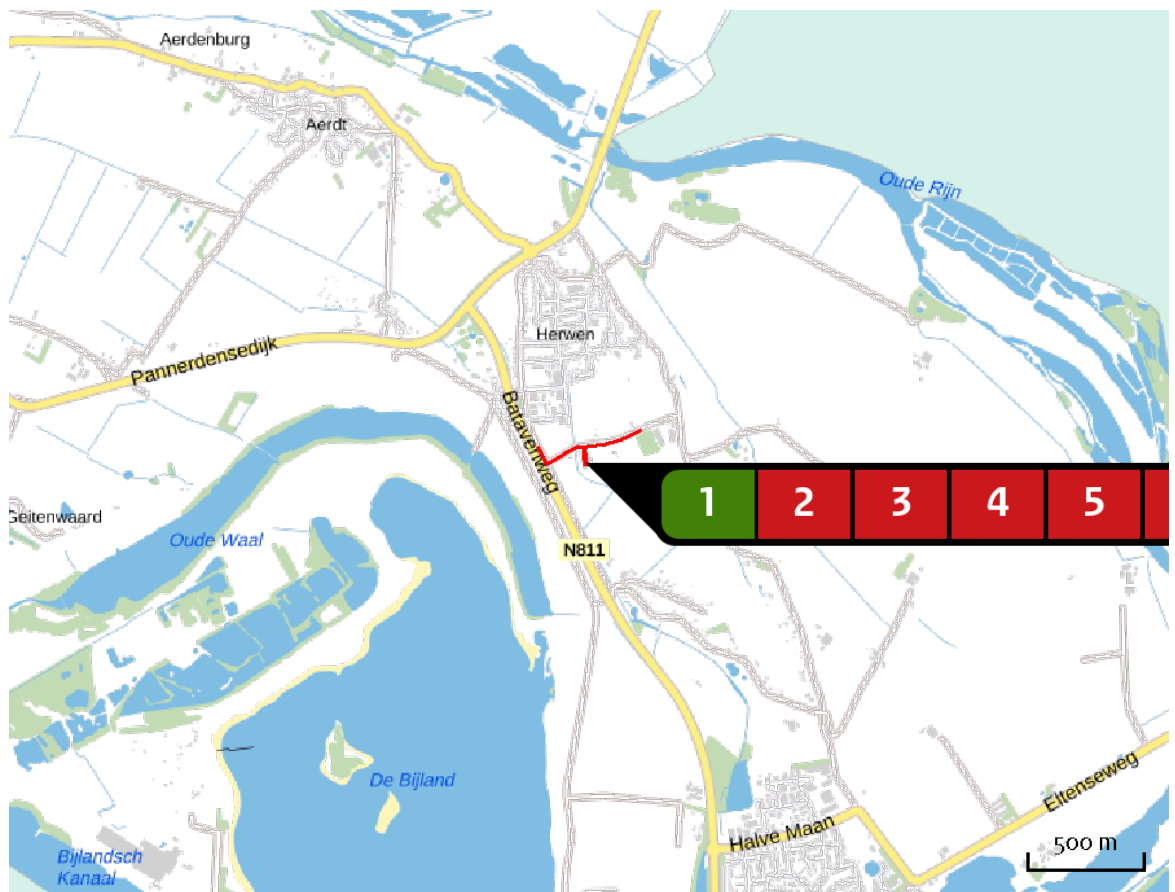 Aerdenburg
Aerdt
Oude Rijn
Herwen
Pannerdensedijk
Batavenweg
1 2 3 4 5
Geitenwaard
Oude Waal
N811
De Bijland
Eltenseweg
Halve Maan
500 m
Bijlandsch
Kanaal